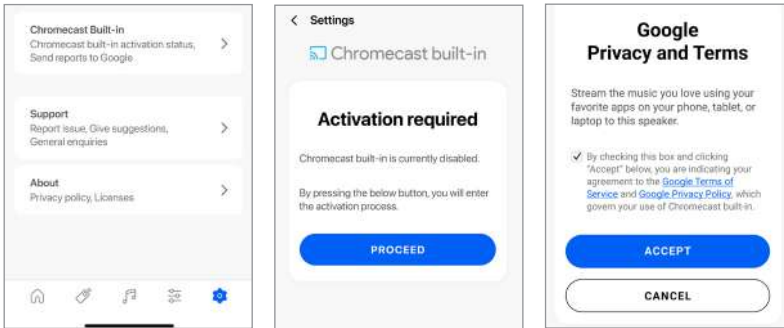 Chromecast Built-in
Chromecast built-in activation status,
Send reports to Google
Support
Report issue, Give suggestions,
General enquiries
About
Privacy policy, Licenses
Settings
Chromecast built-in
Activation required
Chromecast built-in is currently disabled.
By pressing the below button, you will enter
the activation process.
PROCEED
Google
Privacy and Terms
Stream the music you love using your
favorite apps on your phone, tablet, or
laptop to this speaker.
By checking this box and clicking
"Accept" below, you are indicating your
agreement to the Google Terms of
Service and Google Privacy Policy, which
govern your use of Chromecast built-in.
ACCEPT
CANCEL